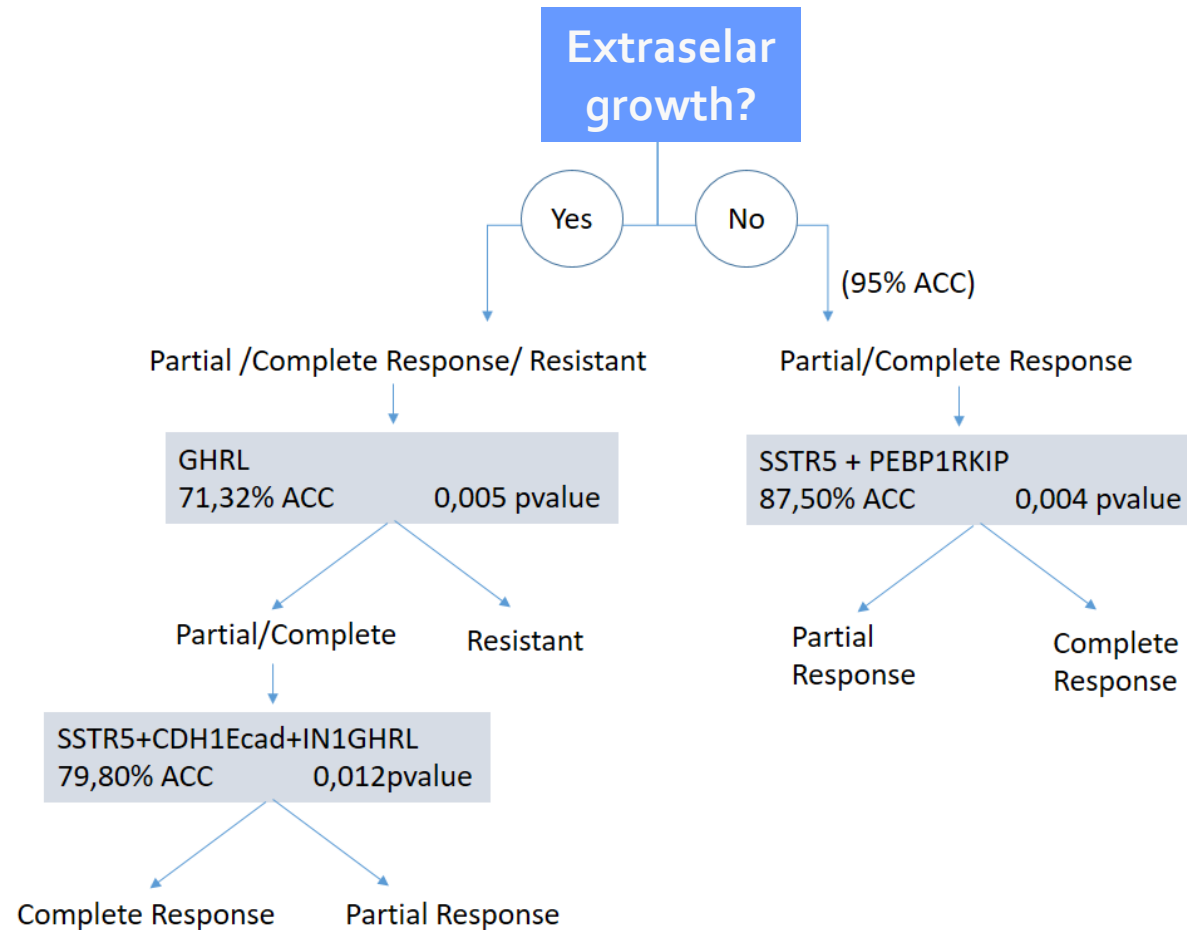 Extraselar
growth?
Yes
No
(95% ACC)
Partial /Complete Response/ Resistant
Partial/Complete Response
GHRL
71,32% ACC 0,005 pvalue
SSTR5 + PEBP1RKIP
87,50% ACC 0,004 pvalue
Partial/Complete
Resistant
Partial
Response
Complete
Response
SSTR5+CDH1Ecad+IN1GHRL
79,80% ACC 0,012pvalue
Complete Response
Partial Response